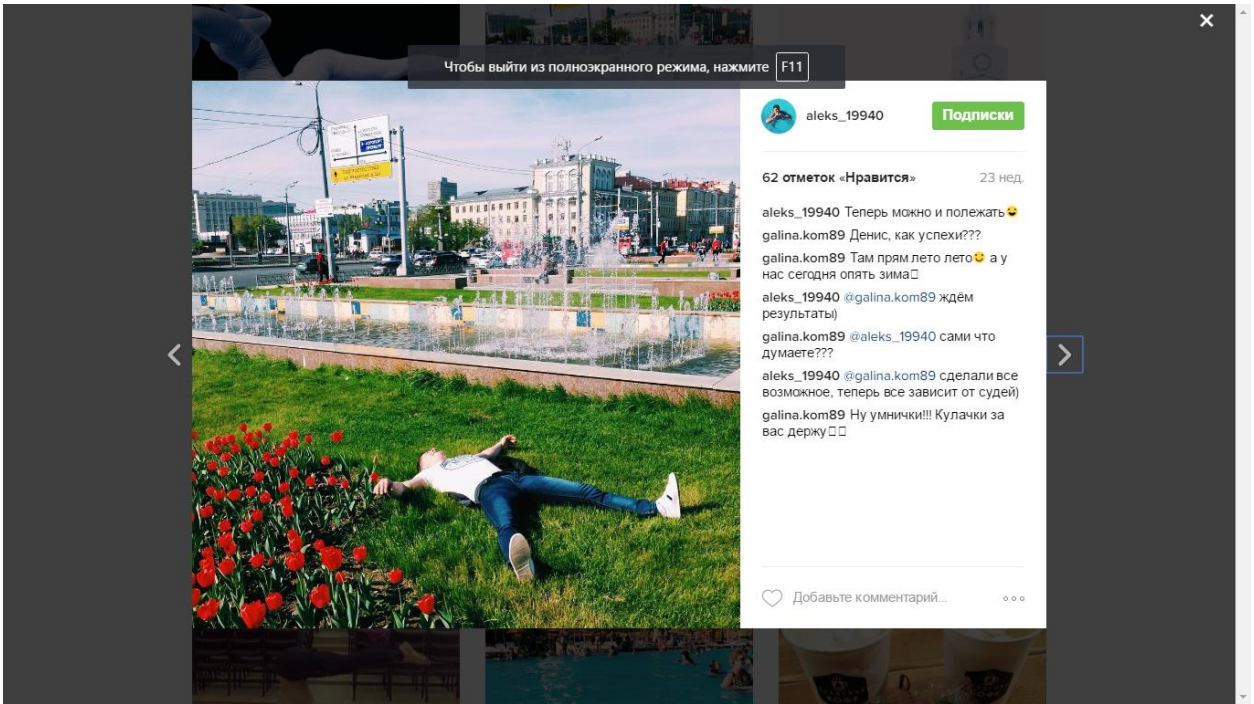 Чтобы выйти из полноэкранного режима, нажмите F11
aleks_19940
Подписки
62 отметок «Нравится»
23 нед.
aleks_19940 Теперь можно и полежать😄
galina.kom89 Денис, как успехи???
galina.kom89 Там прям лето лето😊 а у
нас сегодня опять зима
aleks_19940 @galina.kom89 ждём
результаты)
galina.kom89 @aleks_19940 сами что
думаете???
aleks_19940 @galina.kom89 сделали все
возможное, теперь все зависит от судей)
galina.kom89 Ну умнички!!! Кулачки за
вас держу
Добавьте комментарий...